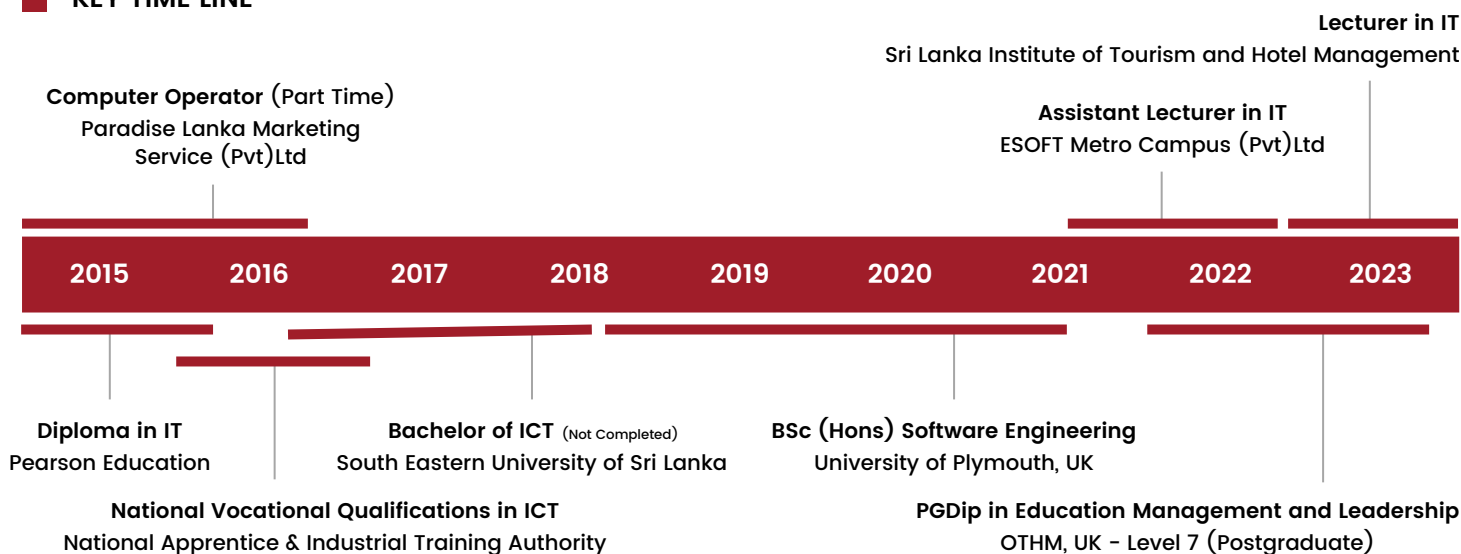 KEY TIME LINE
Lecturer in IT
Sri Lanka Institute of Tourism and Hotel Management
Computer Operator (Part Time)
Paradise Lanka Marketing
Service (Pvt)Ltd
Assistant Lecturer in IT
ESOFT Metro Campus (Pvt)Ltd
2015 2016 2017 2018 2019 2020 2021 2022 2023
Diploma in IT
Pearson Education
Bachelor of ICT (Not Completed)
South Eastern University of Sri Lanka
BSc (Hons) Software Engineering
University of Plymouth, UK
National Vocational Qualifications in ICT
National Apprentice & Industrial Training Authority
PGDip in Education Management and Leadership
OTHM, UK - Level 7 (Postgraduate)